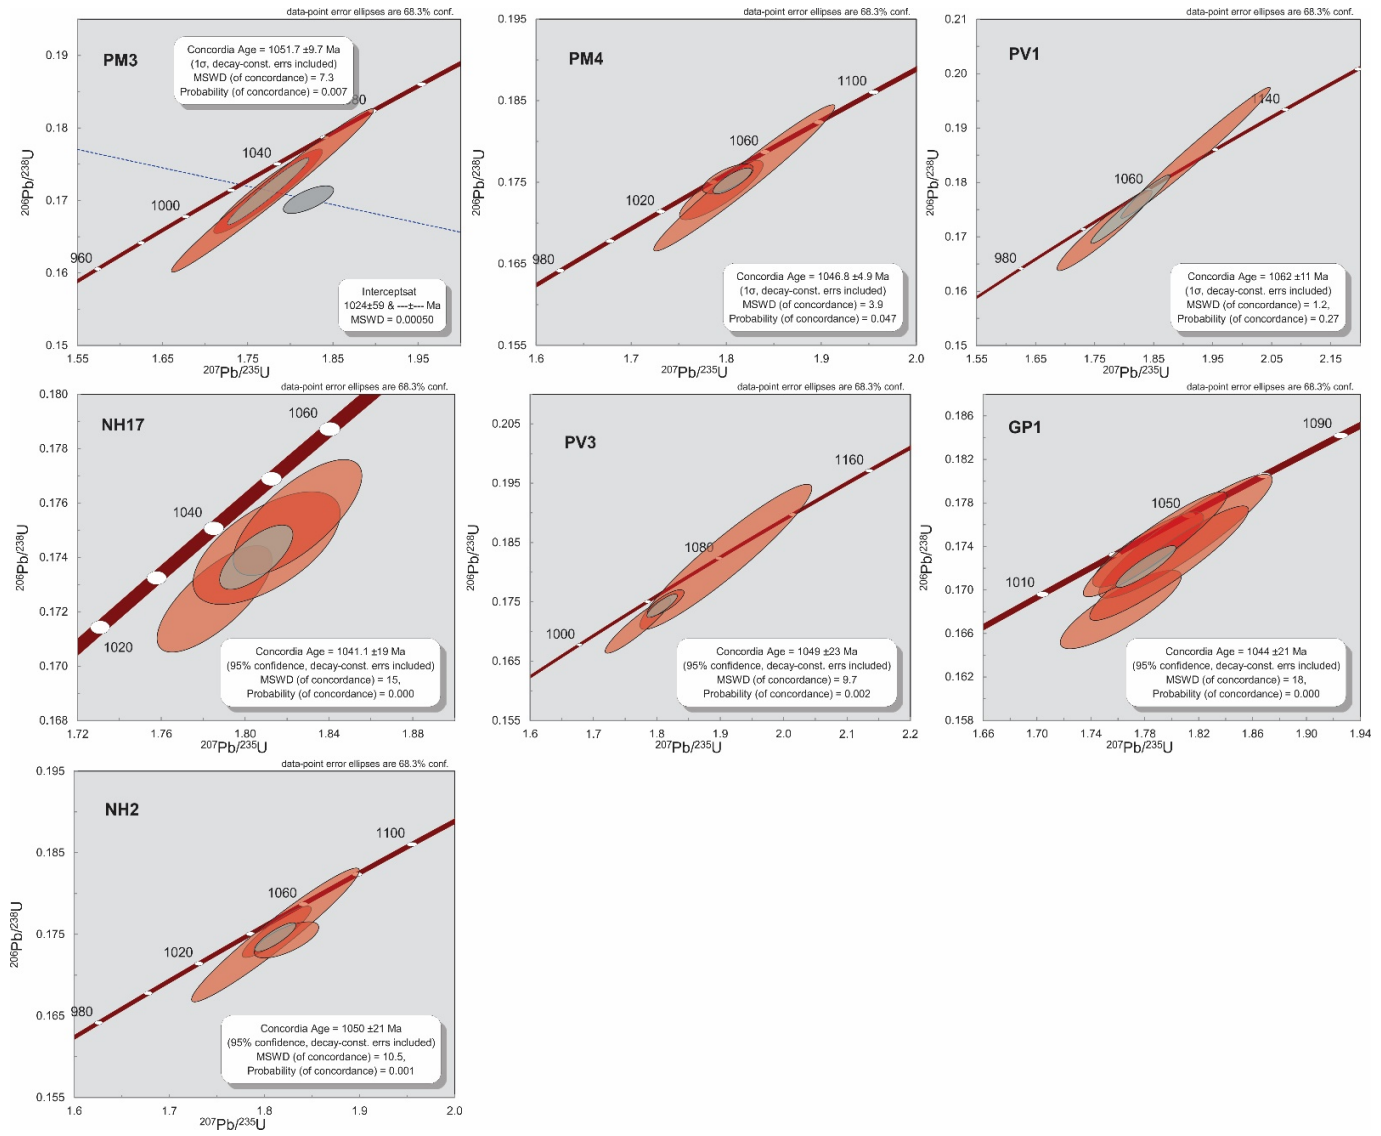 data-point error ellipses are 68.3% conf.
PM3
Concordia Age = 1051.7 ±9.7 Ma
(1σ, decay-const. errs included)
MSWD (of concordance) = 7.3
Probability (of concordance) = 0.007
0.19
0.18
0.17
0.16
0.15
206Pb/238U
960
1000
1040
80
Interceptsat
1024±59 & ---±--- Ma
MSWD = 0.00050
1.55
1.65
1.75
1.85
1.95
207Pb/235U
data-point error ellipses are 68.3% conf.
PM4
0.195
0.185
0.175
0.165
0.155
206Pb/238U
980
1020
1060
1100
Concordia Age = 1046.8 ±4.9 Ma
(1σ, decay-const. errs included)
MSWD (of concordance) = 3.9
Probability (of concordance) = 0.047
1.6
1.7
1.8
1.9
2.0
207Pb/235U
data-point error ellipses are 68.3% conf.
PV1
0.21
0.20
0.19
0.18
0.17
0.16
0.15
206Pb/238U
980
1060
1140
Concordia Age = 1062 ±11 Ma
(1σ, decay-const. errs included)
MSWD (of concordance) = 1.2,
Probability (of concordance) = 0.27
1.55
1.65
1.75
1.85
1.95
2.05
2.15
207Pb/235U
data-point error ellipses are 68.3% conf.
NH17
0.180
0.178
0.176
0.174
0.172
0.170
0.168
206Pb/238U
1020
1040
1060
Concordia Age = 1041.1 ±19 Ma
(95% confidence, decay-const. errs included)
MSWD (of concordance) = 15,
Probability (of concordance) = 0.000
1.72
1.76
1.80
1.84
1.88
207Pb/235U
data-point error ellipses are 68.3% conf.
PV3
0.205
0.195
0.185
0.175
0.165
0.155
206Pb/238U
1000
1080
1160
Concordia Age = 1049 ±23 Ma
(95% confidence, decay-const. errs included)
MSWD (of concordance) = 9.7
Probability (of concordance) = 0.002
1.6
1.7
1.8
1.9
2.0
2.1
2.2
207Pb/235U
data-point error ellipses are 68.3% conf.
GP1
0.186
0.182
0.178
0.174
0.170
0.166
0.162
0.158
206Pb/238U
1010
1050
1090
Concordia Age = 1044 ±21 Ma
(95% confidence, decay-const. errs included)
MSWD (of concordance) = 18,
Probability (of concordance) = 0.000
1.66
1.70
1.74
1.78
1.82
1.86
1.90
1.94
207Pb/235U
data-point error ellipses are 68.3% conf.
NH2
0.195
0.185
0.175
0.165
0.155
206Pb/238U
980
1020
1060
1100
Concordia Age = 1050 ±21 Ma
(95% confidence, decay-const. errs included)
MSWD (of concordance) = 10.5,
Probability (of concordance) = 0.001
1.6
1.7
1.8
1.9
2.0
207Pb/235U